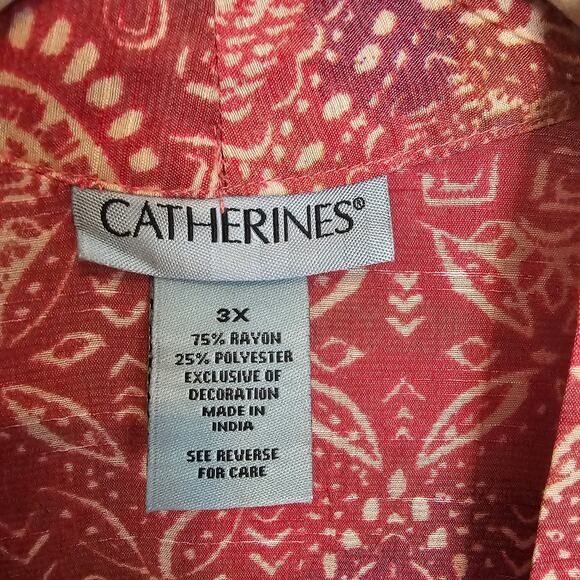 CATHERINES®
3X
75% RAYON
25% POLYESTER
EXCLUSIVE OF
DECORATION
MADE IN
INDIA
SEE REVERSE
FOR CARE